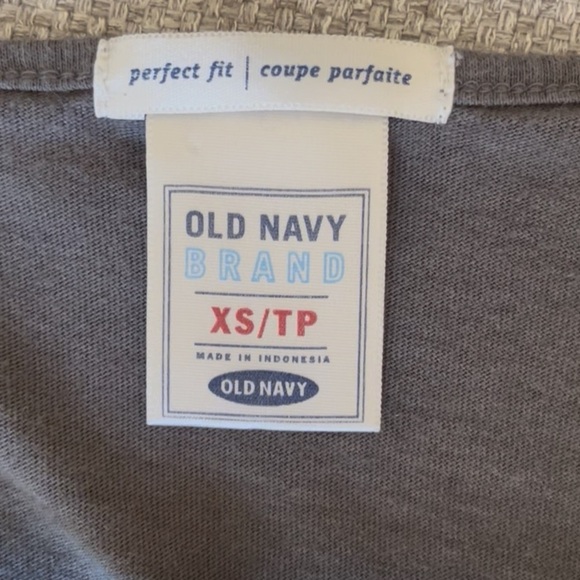 perfect fit | coupe parfaite
OLD NAVY
BRAND
XS/TP
MADE IN INDONESIA
OLD NAVY